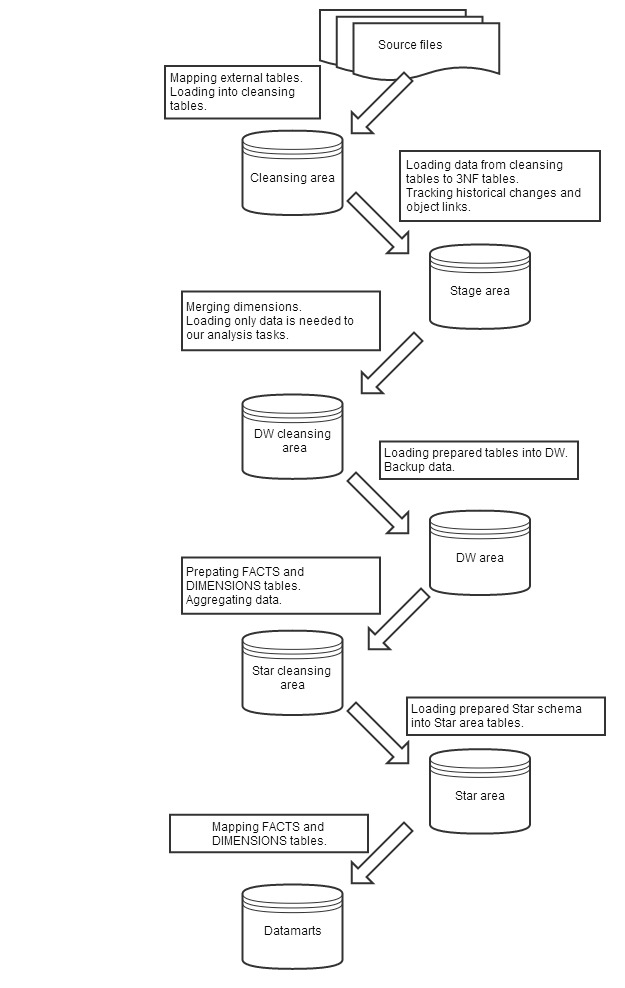 Source files
Mapping external tables.
Loading into cleansing
tables.
Cleansing area
Loading data from cleansing
tables to 3NF tables.
Tracking historical changes and
object links.
Stage area
Merging dimensions.
Loading only data is needed to
our analysis tasks.
DW cleansing
area
Loading prepared tables into DW.
Backup data.
DW area
Prepating FACTS and
DIMENSIONS tables.
Aggregating data.
Star cleansing
area
Loading prepared Star schema
into Star area tables.
Star area
Mapping FACTS and
DIMENSIONS tables.
Datamarts